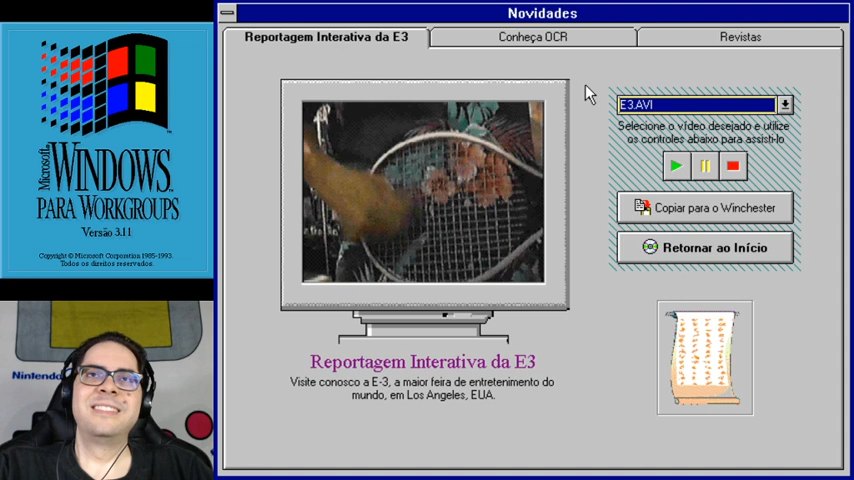 Microsoft
WINDOWS
PARA WORKGROUPS
Versão 3.11
Copyright © Microsoft Corporation 1985-1993.
Todos os direitos reservados.
Nintendo
Novidades
Reportagem Interativa da E3
Conheça OCR
Revistas
E3.AVI
Selecione o vídeo desejado e utilize
os controles abaixo para assisti-lo
Copiar para o Winchester
Retornar ao Início
Reportagem Interativa da E3
Visite conosco a E-3, a maior feira de entretenimento do
mundo, em Los Angeles, EUA.